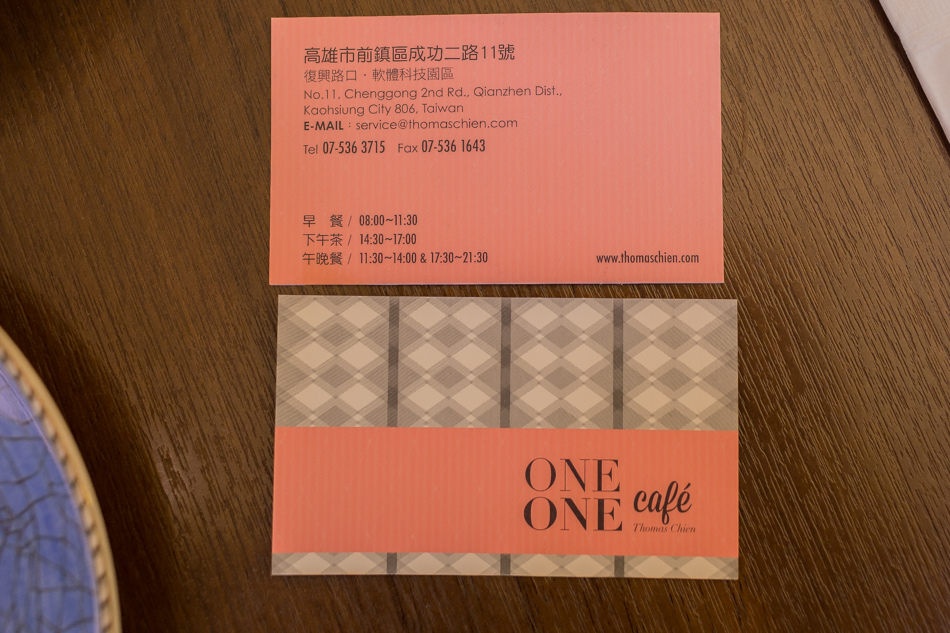 高雄市前鎮區成功二路11號
復興路口・軟體科技園區
No.11, Chenggong 2nd Rd., Qianzhen Dist.,
Kaohsiung City 806, Taiwan
E-MAIL：service@thomaschien.com
Tel 07-536 3715 Fax 07-536 1643
早　餐 / 08:00~11:30
下午茶 / 14:30~17:00
午晚餐 / 11:30~14:00 & 17:30~21:30
www.thomaschien.com
ONE
ONE café
Thomas Chien